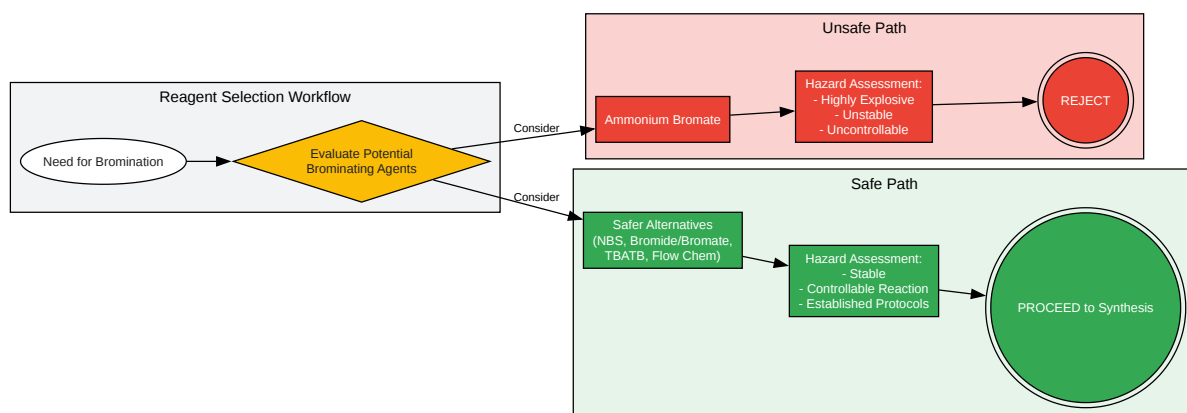 Reagent Selection Workflow
Need for Bromination
Evaluate Potential
Brominating Agents
Consider
Consider
Unsafe Path
Ammonium Bromate
Hazard Assessment:
- Highly Explosive
- Unstable
- Uncontrollable
REJECT
Safe Path
Safer Alternatives
(NBS, Bromide/Bromate,
TBATB, Flow Chem)
Hazard Assessment:
- Stable
- Controllable Reaction
- Established Protocols
PROCEED to Synthesis